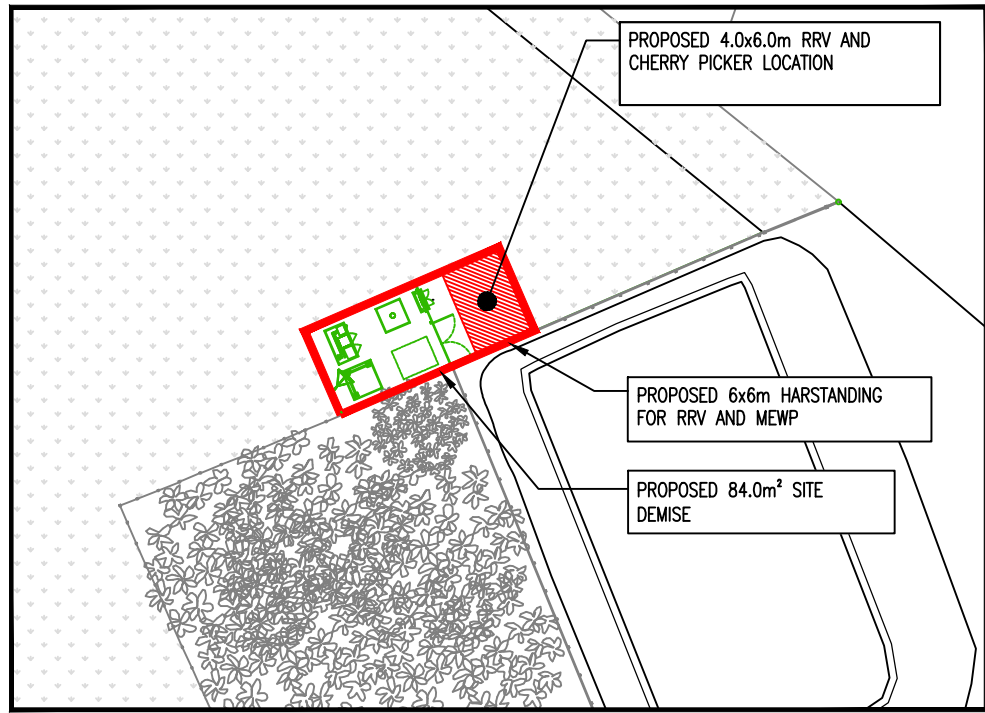 PROPOSED 4.0x6.0m RRV AND
CHERRY PICKER LOCATION
PROPOSED 6x6m HARSTANDING
FOR RRV AND MEWP
PROPOSED 84.0m² SITE
DEMISE